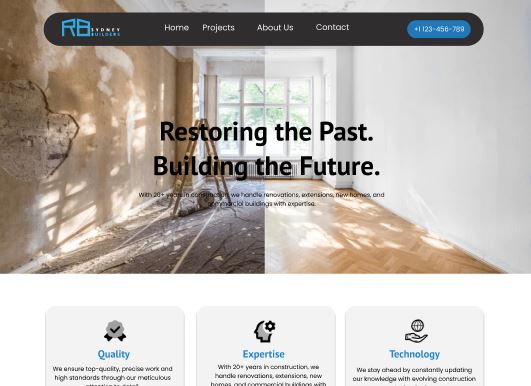 RB SYDNEY
BUILDERS
Home Projects About Us Contact
+1 123-456-789
Restoring the Past.
Building the Future.
With 20+ years in construction, we handle renovations, extensions, new homes, and
commercial buildings with expertise.
Quality
We ensure top-quality, precise work and
high standards through our meticulous
Expertise
With 20+ years in construction, we
handle renovations, extensions, new
homes, and commercial buildings with
Technology
We stay ahead by constantly updating
our knowledge with evolving construction